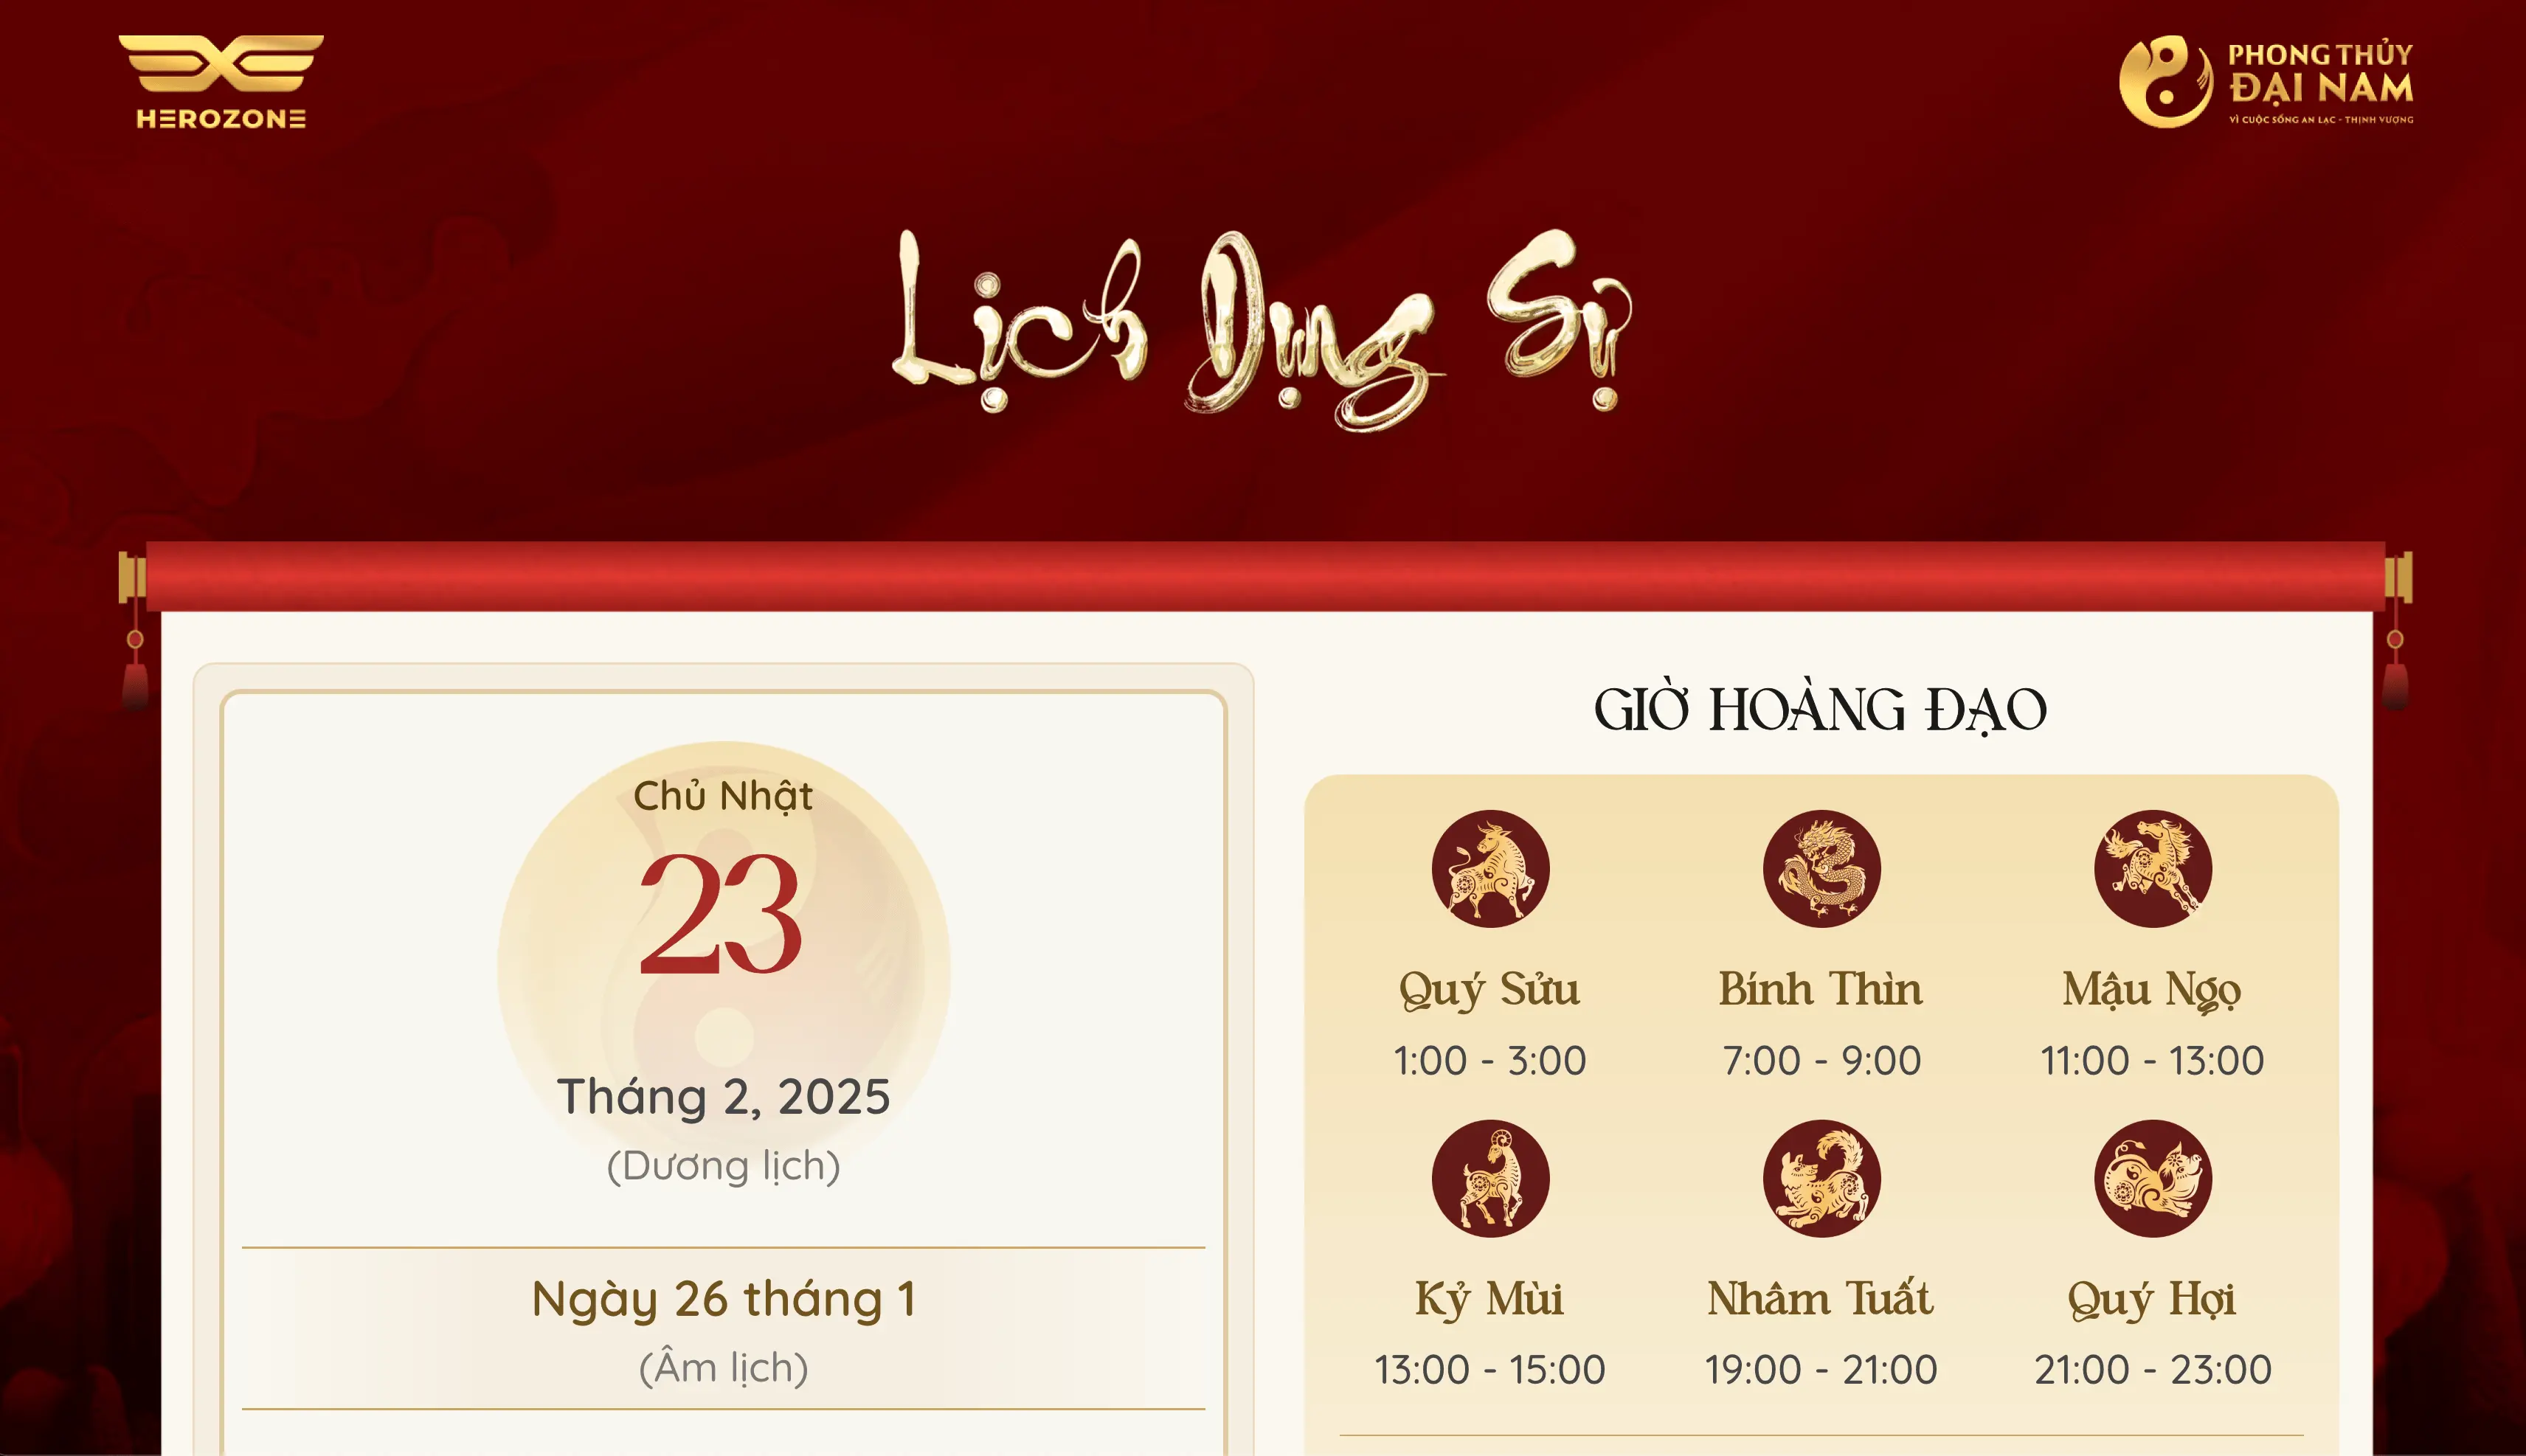 HEROZONE
PHONG THỦY
ĐẠI NAM
VÌ CUỘC SỐNG AN LẠC - THỊNH VƯỢNG
Lịch Dụng Sự
Chủ Nhật
23
Tháng 2, 2025
(Dương lịch)
Ngày 26 tháng 1
(Âm lịch)
GIỜ HOÀNG ĐẠO
Quý Sửu
1:00 - 3:00
Bính Thìn
7:00 - 9:00
Mậu Ngọ
11:00 - 13:00
Kỷ Mùi
13:00 - 15:00
Nhâm Tuất
19:00 - 21:00
Quý Hợi
21:00 - 23:00